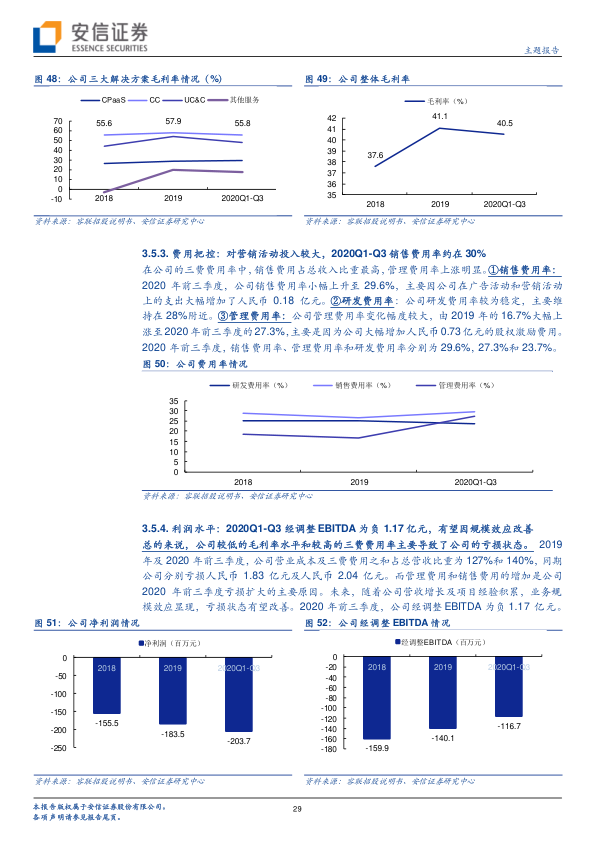 安信证券
ESSENCE SECURITIES
主题报告
图 48：公司三大解决方案毛利率情况（%）
CPaaS CC UC&C 其他服务
70
60
50
40
30
20
10
0
-10
55.6 57.9 55.8
2018 2019 2020Q1-Q3
资料来源：容联招股说明书、安信证券研究中心
图 49：公司整体毛利率
毛利率（%）
42
41
40
39
38
37
36
35
37.6 41.1 40.5
2018 2019 2020Q1-Q3
资料来源：容联招股说明书、安信证券研究中心
3.5.3. 费用把控：对营销活动投入较大，2020Q1-Q3 销售费用率约在 30%
在公司的三费费用率中，销售费用占总收入比重最高，管理费用率上涨明显。①销售费用率：
2020 年前三季度，公司销售费用率小幅上升至 29.6%，主要因公司在广告活动和营销活动
上的支出大幅增加了人民币 0.18 亿元。②研发费用率：公司研发费用率较为稳定，主要维
持在 28%附近。③管理费用率：公司管理费用率变化幅度较大，由 2019 年的 16.7%大幅上
涨至 2020 年前三季度的 27.3%，主要是因为公司大幅增加人民币 0.73 亿元的股权激励费用。
2020 年前三季度，销售费用率、管理费用率和研发费用率分别为 29.6%, 27.3%和 23.7%。
图 50：公司费用率情况
研发费用率（%） 销售费用率（%） 管理费用率（%）
35
30
25
20
15
10
5
0
2018 2019 2020Q1-Q3
资料来源：容联招股说明书、安信证券研究中心
3.5.4. 利润水平：2020Q1-Q3 经调整 EBITDA 为负 1.17 亿元，有望因规模效应改善
总的来说，公司较低的毛利率水平和较高的三费费用率主要导致了公司的亏损状态。 2019
年及 2020 年前三季度，公司营业成本及三费费用之和占总营收比重为 127%和 140%，同期
公司分别亏损人民币 1.83 亿元及人民币 2.04 亿元。而管理费用和销售费用的增加是公司
2020 年前三季度亏损扩大的主要原因。未来，随着公司营收增长及项目经验积累，业务规
模效应显现，亏损状态有望改善。2020 年前三季度，公司经调整 EBITDA 为负 1.17 亿元。
图 51：公司净利润情况
净利润（百万元）
0
-50
-100
-150
-200
-250
2018 2019 2020Q1-Q3
-155.5 -183.5 -203.7
资料来源：容联招股说明书、安信证券研究中心
图 52：公司经调整 EBITDA 情况
经调整EBITDA（百万元）
0
-20
-40
-60
-80
-100
-120
-140
-160
-180
2018 2019 2020Q1-Q3
-159.9 -140.1 -116.7
资料来源：容联招股说明书、安信证券研究中心
本报告版权属于安信证券股份有限公司。
各项声明请参见报告尾页。
29